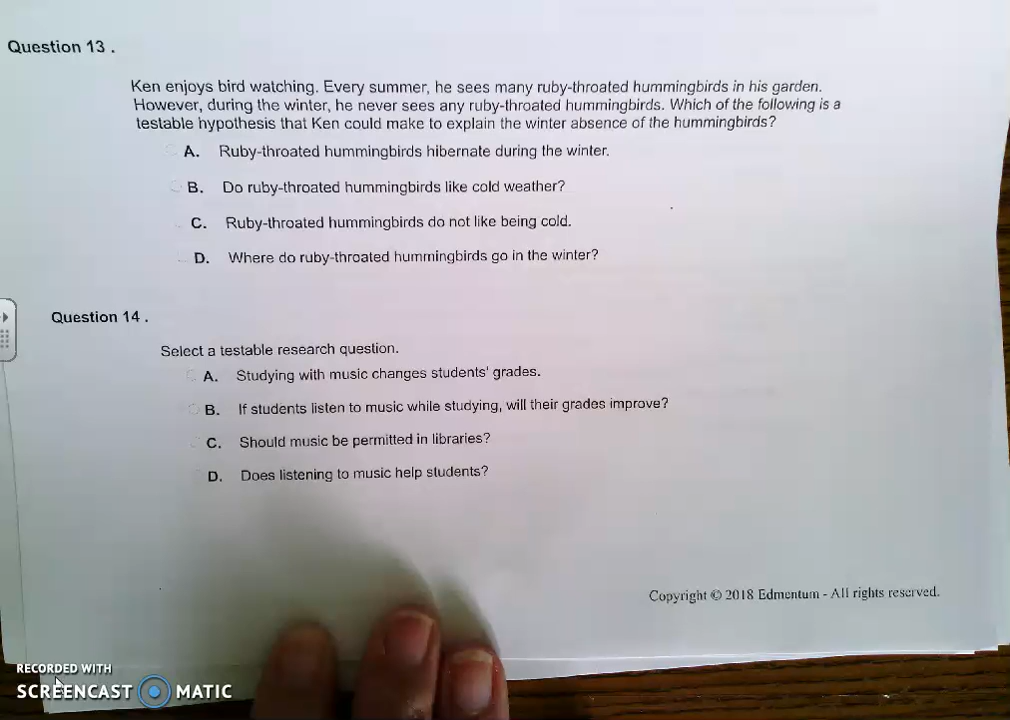 Question 13 .
Ken enjoys bird watching. Every summer, he sees many ruby-throated hummingbirds in his garden.
However, during the winter, he never sees any ruby-throated hummingbirds. Which of the following is a
testable hypothesis that Ken could make to explain the winter absence of the hummingbirds?
A. Ruby-throated hummingbirds hibernate during the winter.
B. Do ruby-throated hummingbirds like cold weather?
C. Ruby-throated hummingbirds do not like being cold.
D. Where do ruby-throated hummingbirds go in the winter?
Question 14 .
Select a testable research question.
A. Studying with music changes students' grades.
B. If students listen to music while studying, will their grades improve?
C. Should music be permitted in libraries?
D. Does listening to music help students?
Copyright © 2018 Edmentum - All rights reserved.
RECORDED WITH
SCREENCAST MATIC